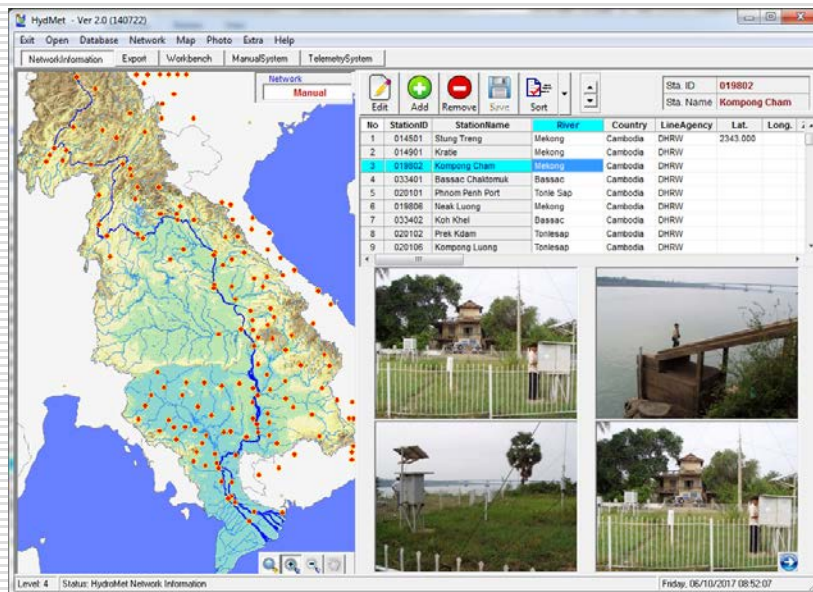 HydMet - Ver 2.0 (140722)
Exit Open Database Network Map Photo Extra Help
NetworkInformation Export Workbench ManualSystem TelemetrySystem
Network
Manual
Edit Add Remove Save Sort
Sta. ID 019802
Sta. Name Kompong Cham
No StationID StationName River Country LineAgency Lat. Long.
1 014501 Stung Treng Mekong Cambodia DHRW 2343.000
2 014901 Kratie Mekong Cambodia DHRW
3 019802 Kompong Cham Mekong Cambodia DHRW
4 033401 Bassac Chaktomuk Bassac Cambodia DHRW
5 020101 Phnom Penh Port Tonle Sap Cambodia DHRW
6 019806 Neak Luong Mekong Cambodia DHRW
7 033402 Koh Khel Bassac Cambodia DHRW
8 020102 Prek Kdam Tonlesap Cambodia DHRW
9 020106 Kompong Luong Tonlesap Cambodia DHRW
Level: 4 Status: HydroMet Network Information Friday, 06/10/2017 08:52:07